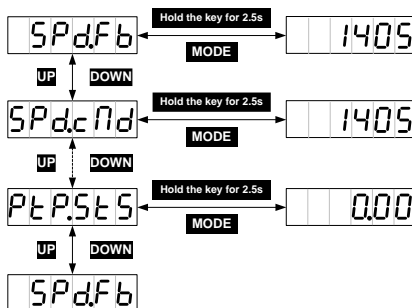 SPd.Fb
Hold the key for 2.5s
MODE
1405
UP DOWN
SPd.cMd
Hold the key for 2.5s
MODE
1405
UP DOWN
PtP.StS
Hold the key for 2.5s
MODE
0.00
UP DOWN
SPd.Fb